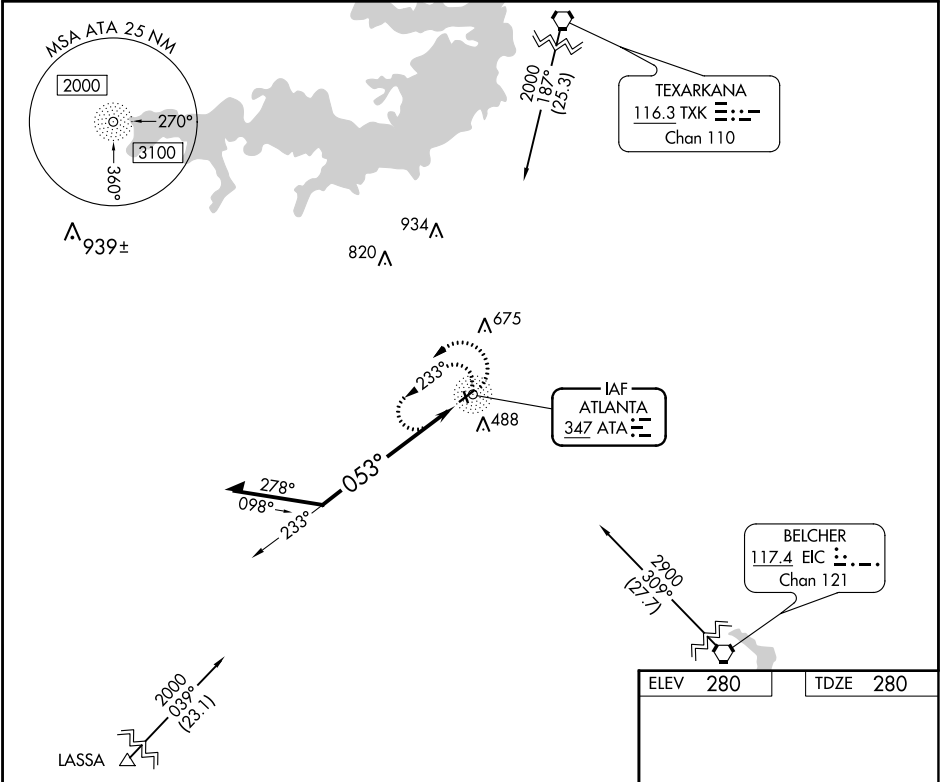 MSA ATA 25 NM
2000
270°
3100
360°
939±
2000
187°
(25.3)
TEXARKANA
116.3 TXK
Chan 110
934
820
675
233°
IAF
ATLANTA
347 ATA
488
053°
278°
098°
233°
2900
309°
(27.7)
BELCHER
117.4 EIC
Chan 121
2000
039°
(23.1)
LASSA
ELEV 280
TDZE 280